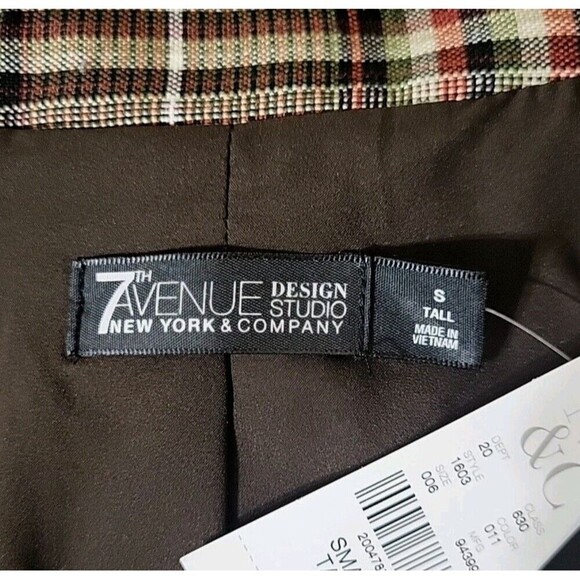 7TH AVENUE DESIGN STUDIO
NEW YORK & COMPANY
S
TALL
MADE IN
VIETNAM
&C
DEPT STYLE SIZE
20 1603 006
CLASS COLOR MFG
630 011